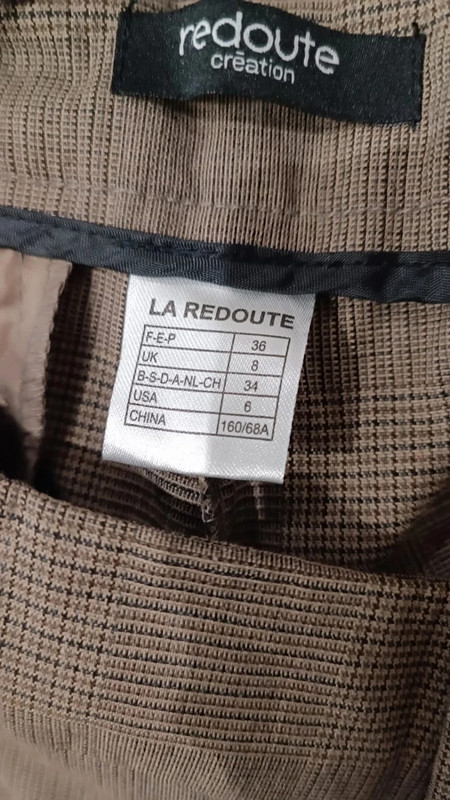 redoute
création
LA REDOUTE
F-E-P 36
UK 8
B-S-D-A-NL-CH 34
USA 6
CHINA 160/68A